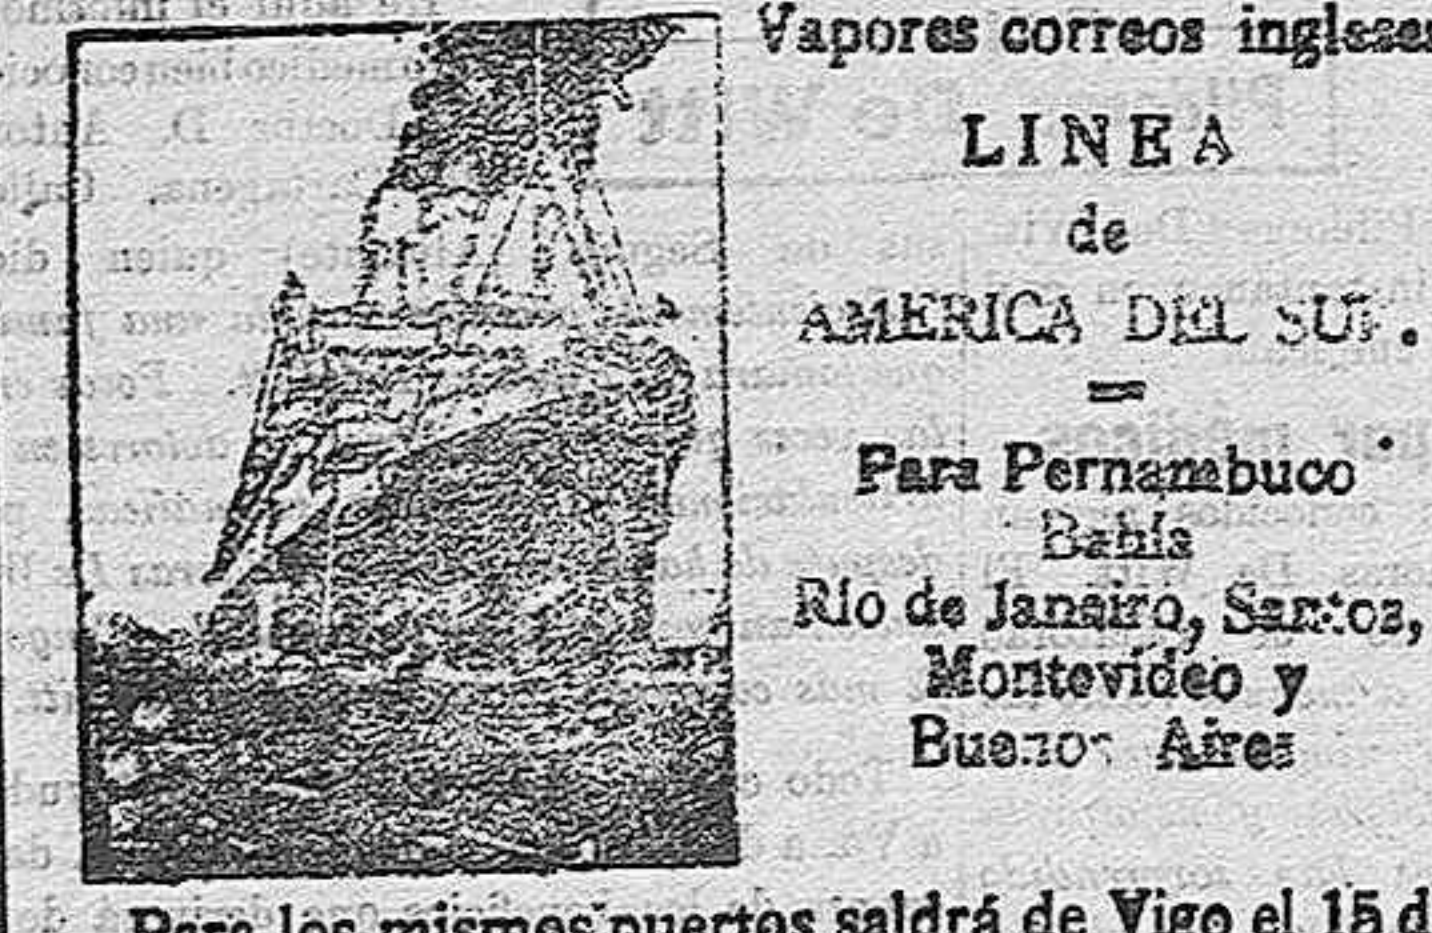 Vapores correos ingleses
LINEA
de
AMERICA DEL SUR.
Para Pernambuco
Bahía
Río de Janeiro, Santos,
Montevídeo y
Buenos Aires
Para los mismos puertos saldrá de Vigo el 15 d